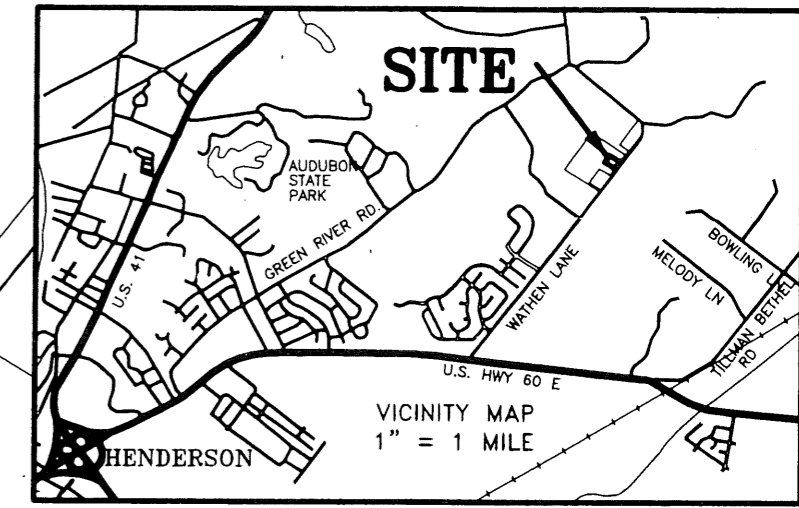 SITE
AUDUBON
STATE
PARK
GREEN RIVER RD.
U.S. 41
WATHEN LANE
BOWLING L
MELODY LN
TILLMAN BETHEL
RD
U.S. HWY 60 E
VICINITY MAP
1" = 1 MILE
HENDERSON